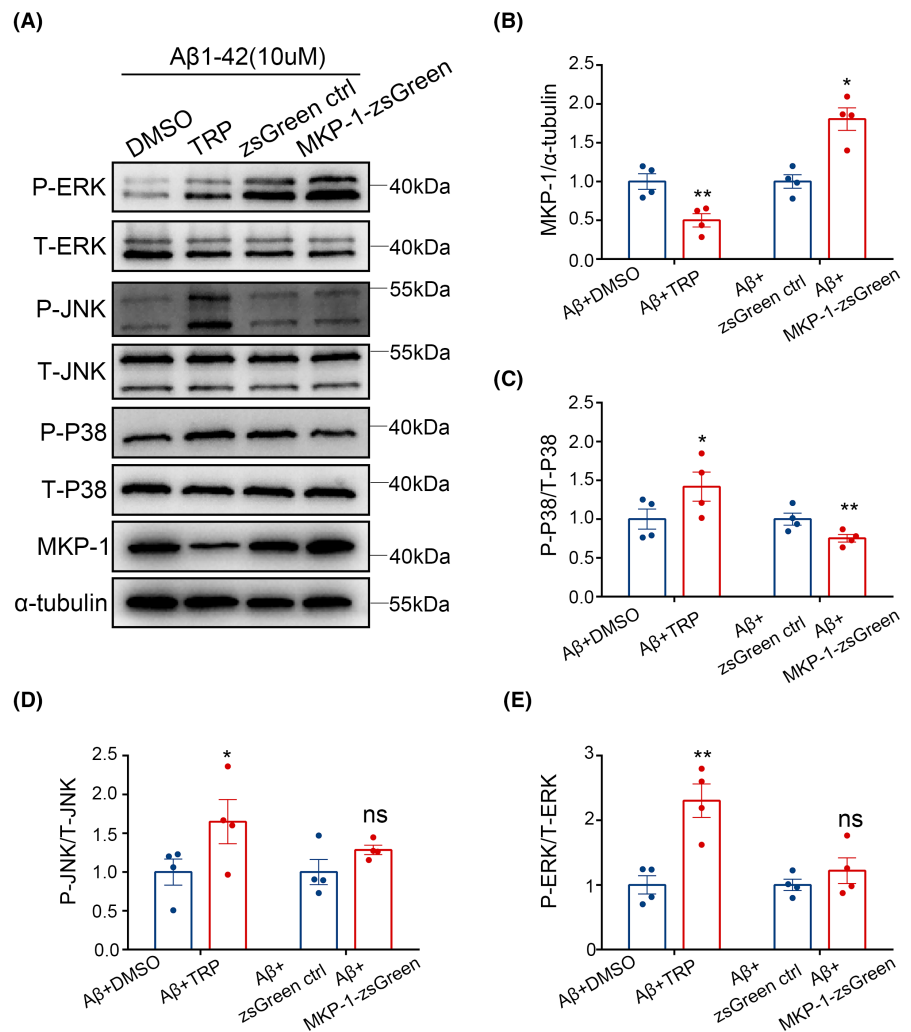 (A)
Aβ1-42(10uM)
DMSO
TRP
zsGreen ctrl
MKP-1-zsGreen
P-ERK
40kDa
T-ERK
40kDa
P-JNK
55kDa
T-JNK
55kDa
P-P38
40kDa
T-P38
40kDa
MKP-1
40kDa
α-tubulin
55kDa
(B)
MKP-1/α-tubulin
2.5
2.0
1.5
1.0
0.5
0.0
**
*
Aβ+DMSO
Aβ+TRP
Aβ+
zsGreen ctrl
Aβ+
MKP-1-zsGreen
(C)
P-P38/T-P38
2.5
2.0
1.5
1.0
0.5
0.0
*
**
Aβ+DMSO
Aβ+TRP
Aβ+
zsGreen ctrl
Aβ+
MKP-1-zsGreen
(D)
P-JNK/T-JNK
2.5
2.0
1.5
1.0
0.5
0.0
*
ns
Aβ+DMSO
Aβ+TRP
Aβ+
zsGreen ctrl
Aβ+
MKP-1-zsGreen
(E)
P-ERK/T-ERK
3
2
1
0
**
ns
Aβ+DMSO
Aβ+TRP
Aβ+
zsGreen ctrl
Aβ+
MKP-1-zsGreen